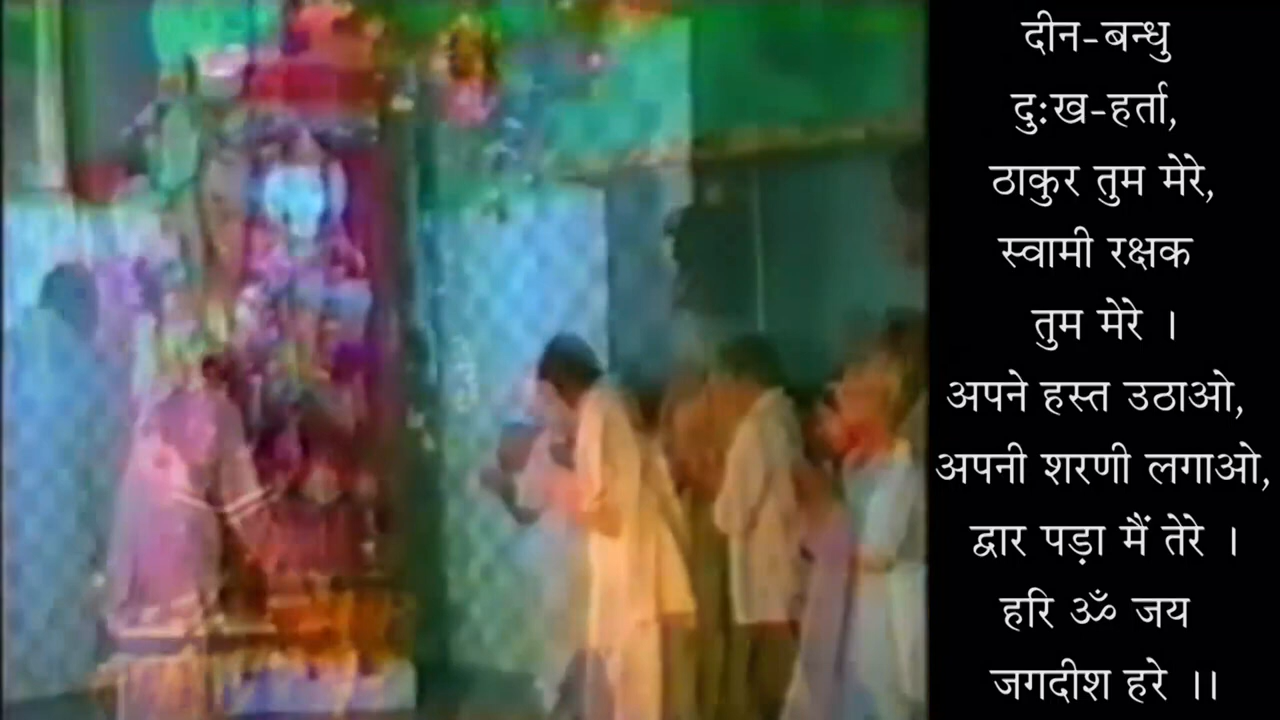 दीन-बन्धु
दुःख-हर्ता,
ठाकुर तुम मेरे,
स्वामी रक्षक
तुम मेरे ।
अपने हस्त उठाओ,
अपनी शरणी लगाओ,
द्वार पड़ा मैं तेरे ।
हरि ॐ जय
जगदीश हरे ।।